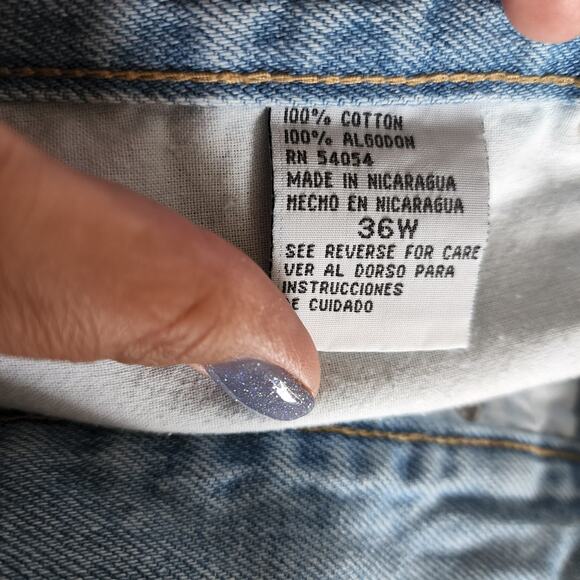 100% COTTON
100% ALGODON
RN 54054
MADE IN NICARAGUA
HECHO EN NICARAGUA
36W
SEE REVERSE FOR CARE
VER AL DORSO PARA
INSTRUCCIONES
DE CUIDADO